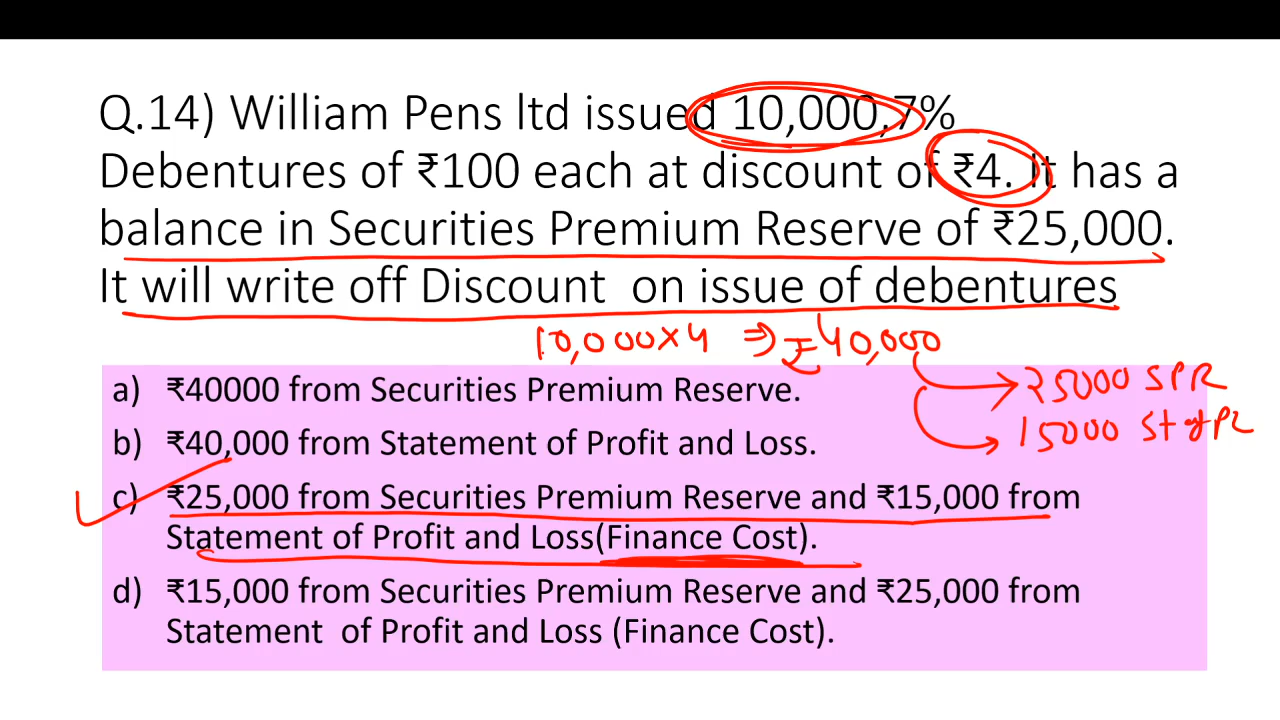 Q.14) William Pens ltd issued 10,000,7%
Debentures of ₹100 each at discount of ₹4. It has a
balance in Securities Premium Reserve of ₹25,000.
It will write off Discount on issue of debentures
10,000×4 ⇒ ₹40,000
a) ₹40000 from Securities Premium Reserve.
25000 SPR
b) ₹40,000 from Statement of Profit and Loss.
15000 St of PL
c) ₹25,000 from Securities Premium Reserve and ₹15,000 from
Statement of Profit and Loss(Finance Cost).
d) ₹15,000 from Securities Premium Reserve and ₹25,000 from
Statement of Profit and Loss (Finance Cost).